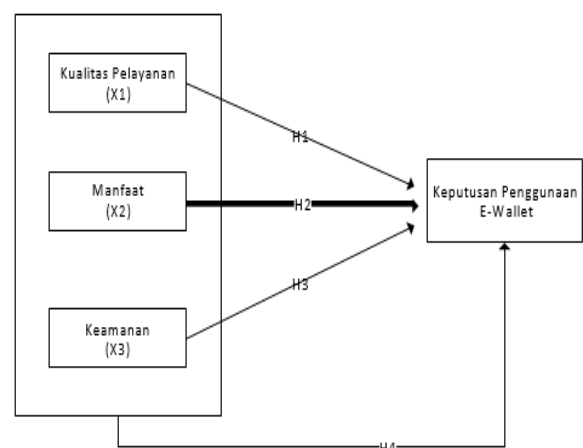 Kualitas Pelayanan
(X1)
H1
Manfaat
(X2)
H2
Keputusan Penggunaan
E-Wallet
H3
Keamanan
(X3)
H4